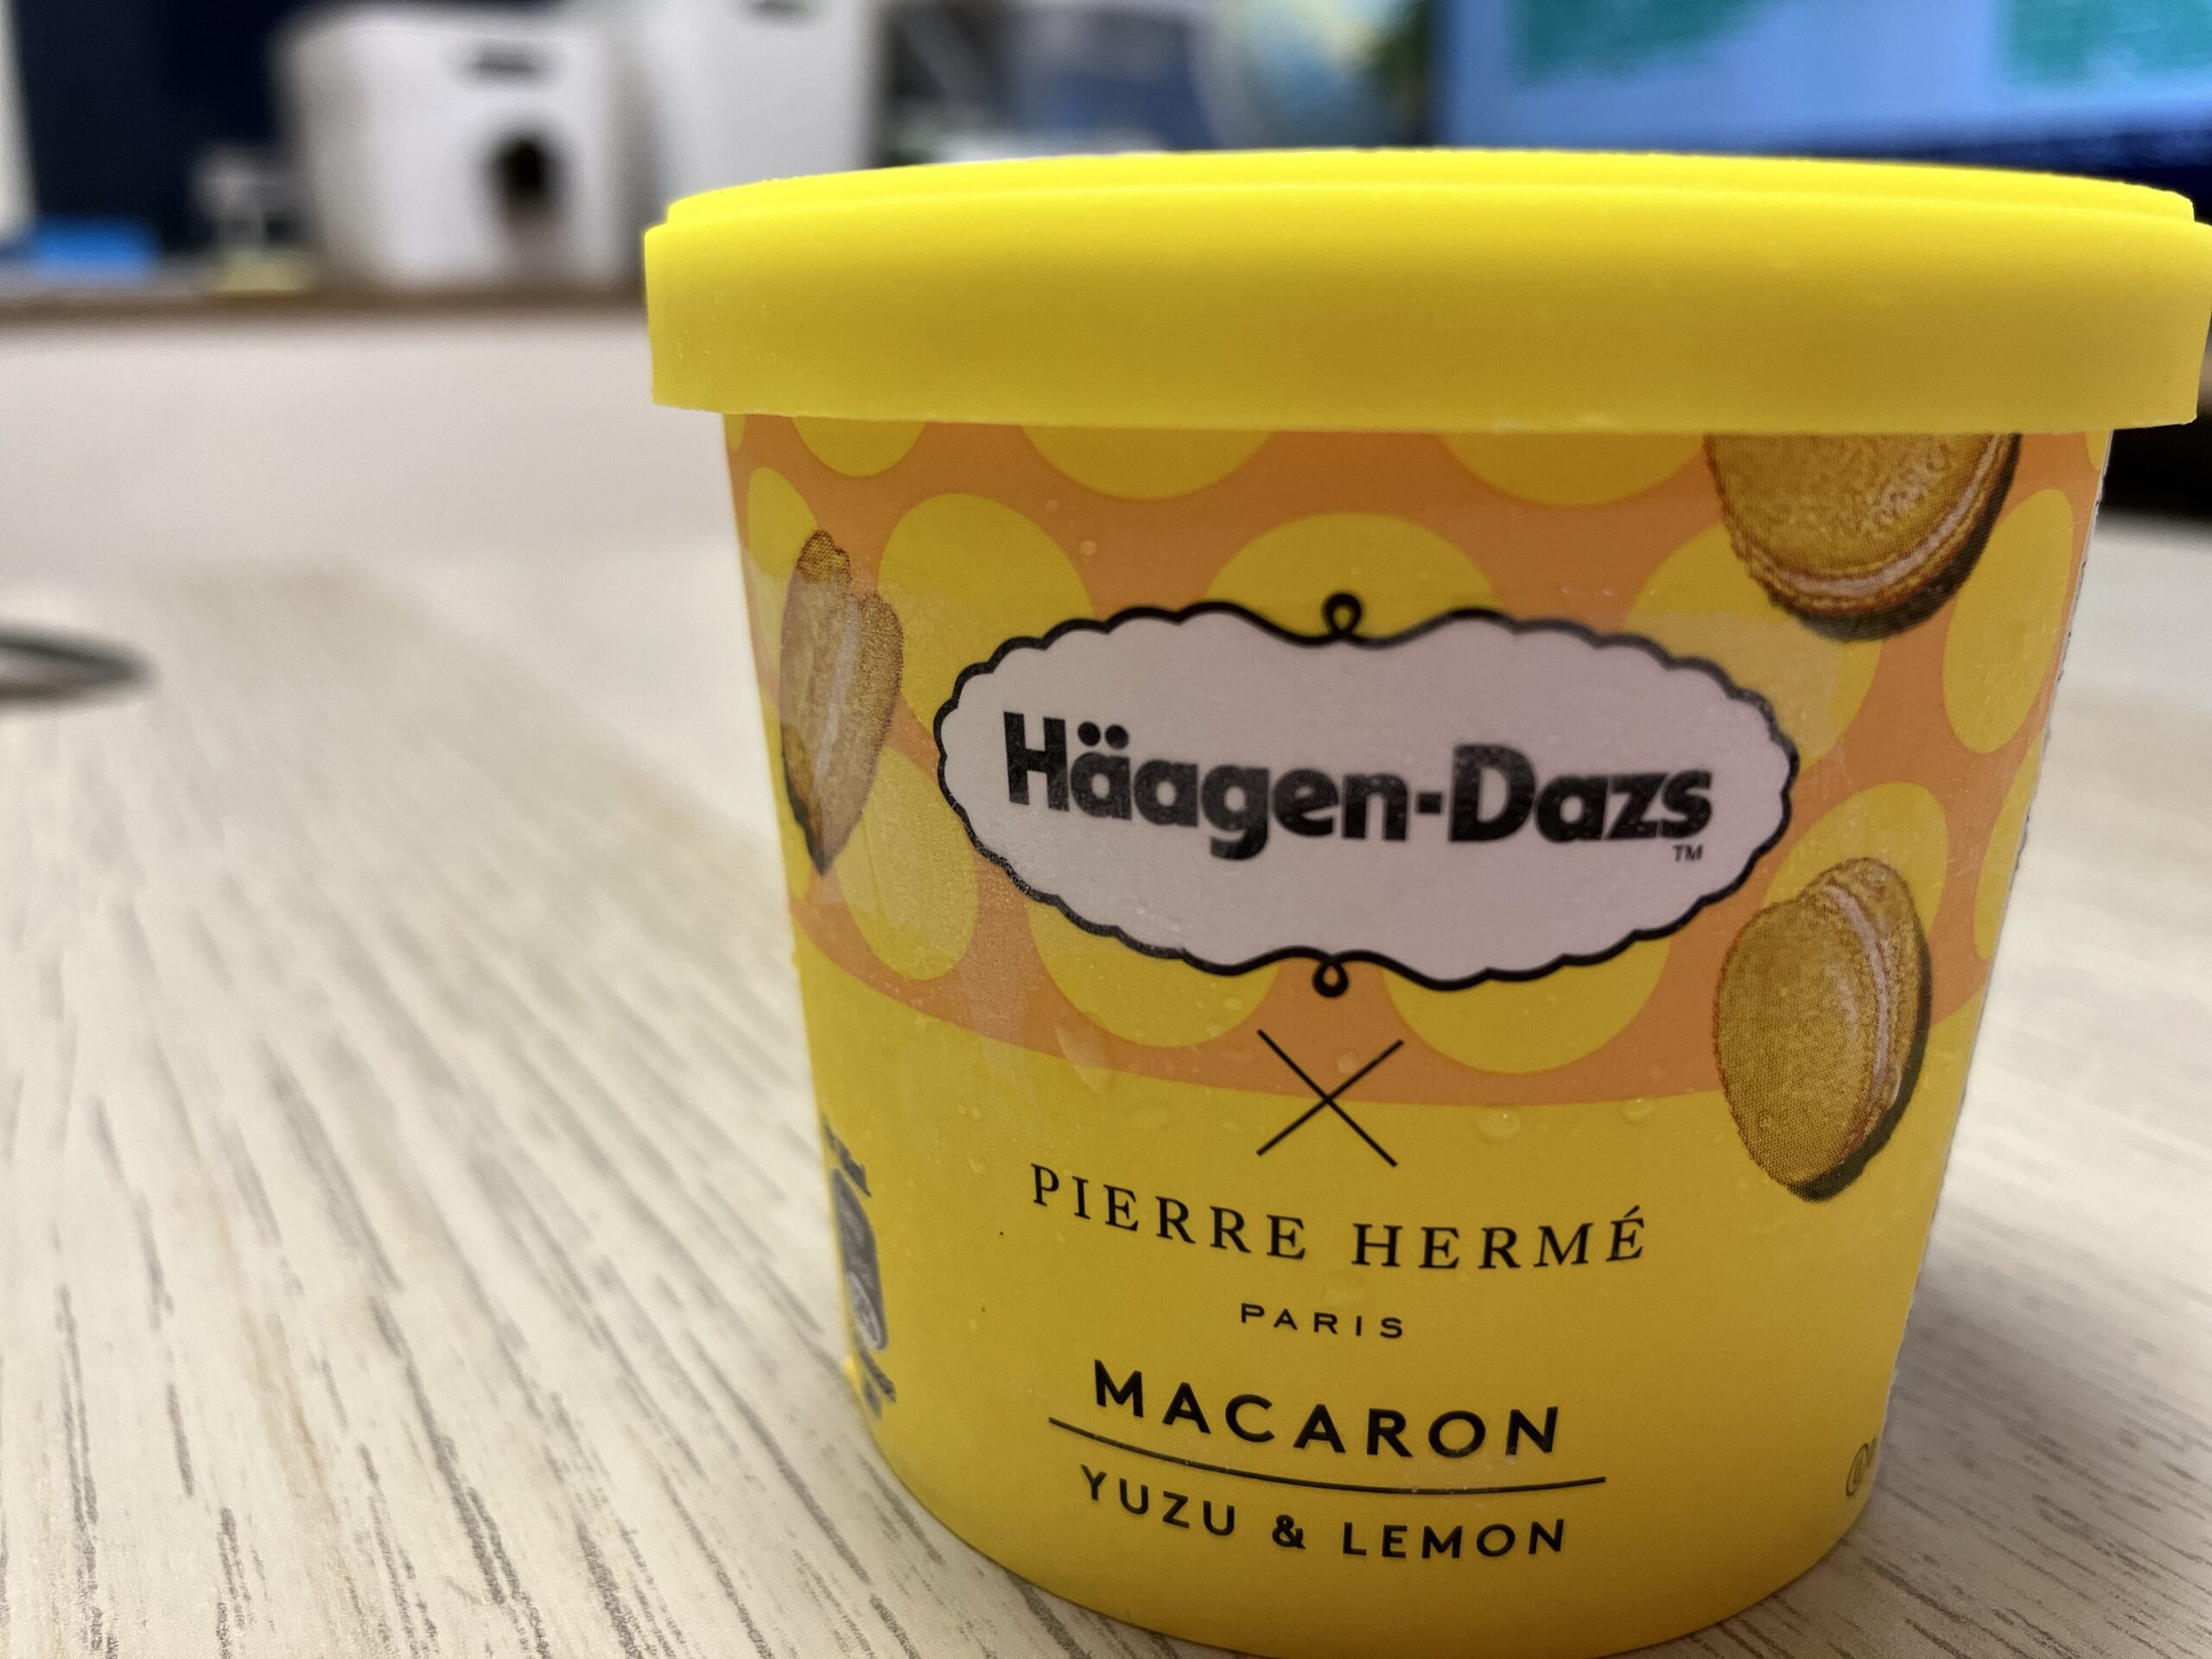 Häagen-Dazs
TM
PIERRE HERMÉ
PARIS
MACARON
YUZU & LEMON